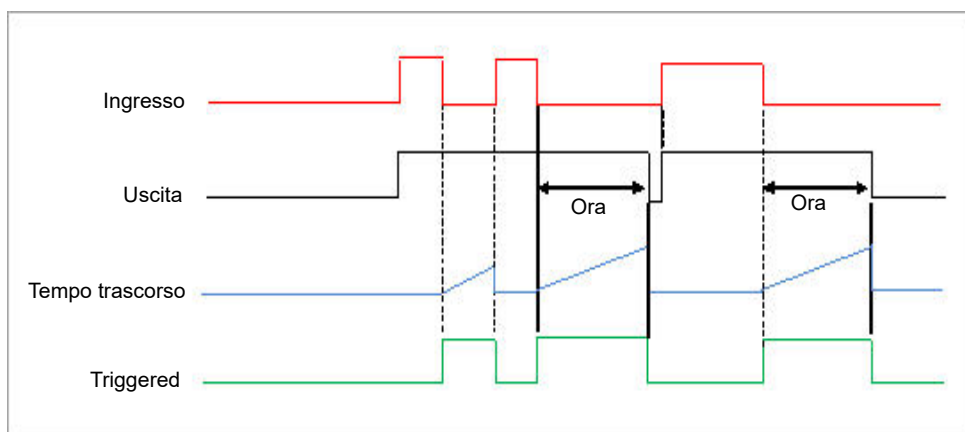 Ingresso
Uscita
Ora
Ora
Tempo trascorso
Triggered